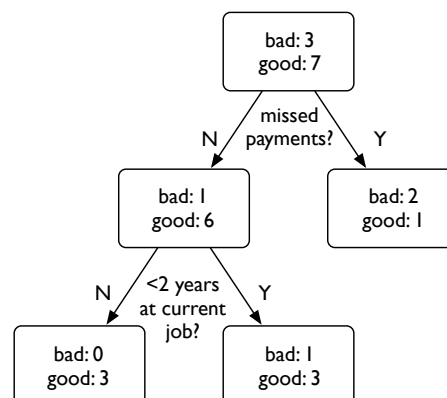 bad: 3
good: 7
missed
payments?
N
Y
bad: 1
good: 6
bad: 2
good: 1
<2 years
at current
job?
N
Y
bad: 0
good: 3
bad: 1
good: 3